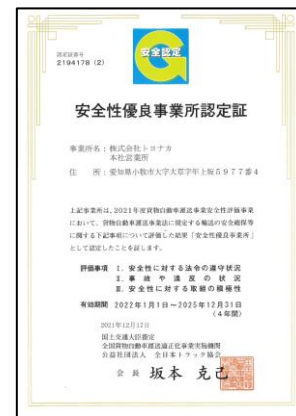 認定証番号
2194178 (2)
安全認定
G
安全性優良事業所認定証
事業所名：株式会社トヨナカ
本社営業所
住　所：愛知県小牧市大字大草字年上坂５９７７番４
上記事業所は、2021年度貨物自動車運送事業安全性評価事業
において、貨物自動車運送事業法に規定する輸送の安全確保等
に関する下記事項について評価した結果「安全性優良事業所」
として認定したことを証します。
評価事項　Ⅰ. 安全性に対する法令の遵守状況
Ⅱ. 事故や違反の状況
Ⅲ. 安全性に対する取組の積極性
有効期間　2022年1月1日～2025年12月31日
（４年間）
2021年12月17日
国土交通大臣指定
全国貨物自動車運送適正化事業実施機関
公益社団法人　全日本トラック協会
会長　坂本　克己